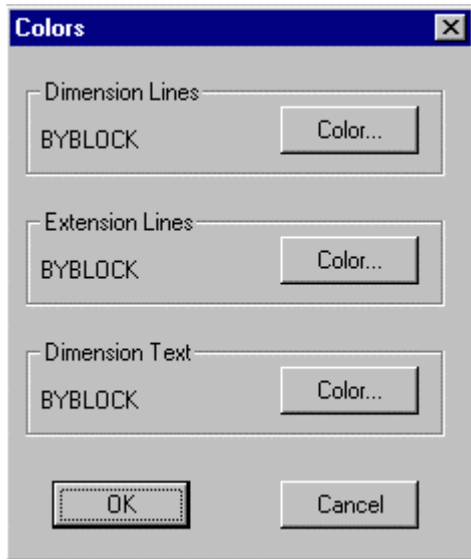 Colors
Dimension Lines
BYBLOCK
Color...
Extension Lines
BYBLOCK
Color...
Dimension Text
BYBLOCK
Color...
OK
Cancel